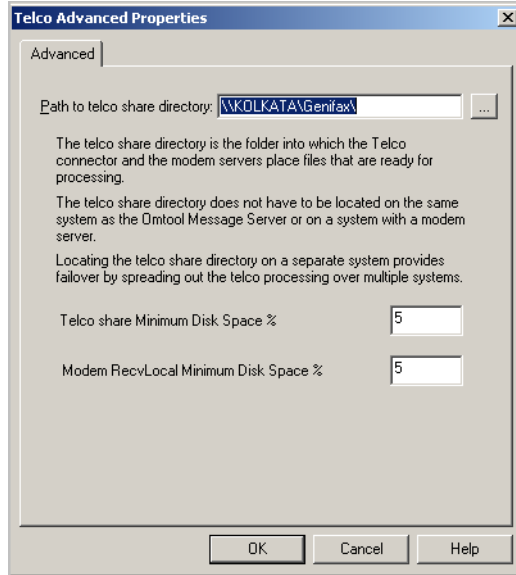 Telco Advanced Properties
Advanced
Path to telco share directory: \\KOLKATA\Genifax\ ...
The telco share directory is the folder into which the Telco
connector and the modem servers place files that are ready for
processing.
The telco share directory does not have to be located on the same
system as the Omtool Message Server or on a system with a modem
server.
Locating the telco share directory on a separate system provides
failover by spreading out the telco processing over multiple systems.
Telco share Minimum Disk Space % 5
Modem RecvLocal Minimum Disk Space % 5
OK Cancel Help